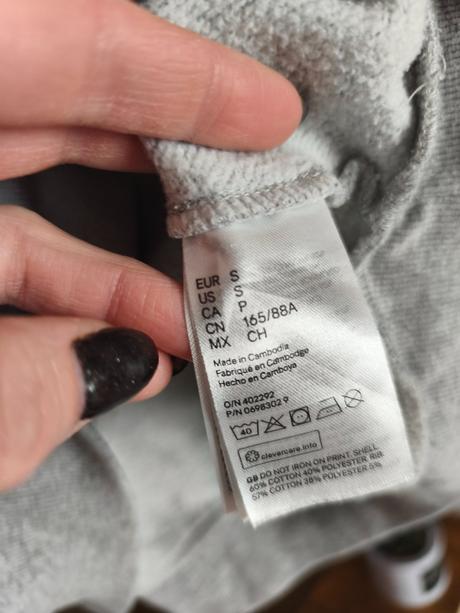 EUR S
US S
CA P
CN 165/88A
MX CH
Made in Cambodia
Fabriqué en Cambodge
Hecho en Camboya
O/N 402292
P/N 0698302 9
40
clevercare.info
GB DO NOT IRON ON PRINT. SHELL
60% COTTON 40% POLYESTER. RIB
57% COTTON 38% POLYESTER 5%